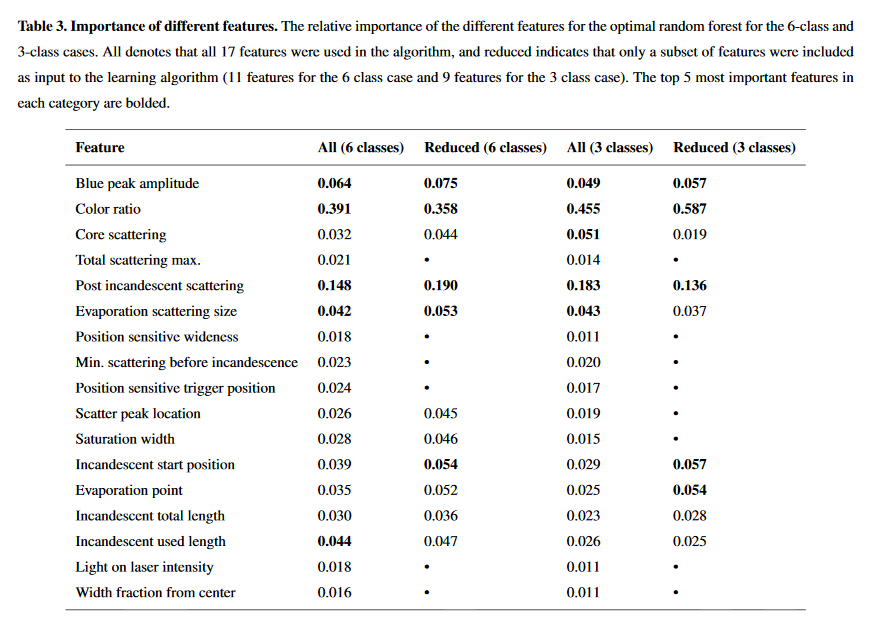 Table 3. Importance of different features. The relative importance of the different features for the optimal random forest for the 6-class and
3-class cases. All denotes that all 17 features were used in the algorithm, and reduced indicates that only a subset of features were included
as input to the learning algorithm (11 features for the 6 class case and 9 features for the 3 class case). The top 5 most important features in
each category are bolded.
Feature All (6 classes) Reduced (6 classes) All (3 classes) Reduced (3 classes)
Blue peak amplitude 0.064 0.075 0.049 0.057
Color ratio 0.391 0.358 0.455 0.587
Core scattering 0.032 0.044 0.051 0.019
Total scattering max. 0.021 • 0.014 •
Post incandescent scattering 0.148 0.190 0.183 0.136
Evaporation scattering size 0.042 0.053 0.043 0.037
Position sensitive wideness 0.018 • 0.011 •
Min. scattering before incandescence 0.023 • 0.020 •
Position sensitive trigger position 0.024 • 0.017 •
Scatter peak location 0.026 0.045 0.019 •
Saturation width 0.028 0.046 0.015 •
Incandescent start position 0.039 0.054 0.029 0.057
Evaporation point 0.035 0.052 0.025 0.054
Incandescent total length 0.030 0.036 0.023 0.028
Incandescent used length 0.044 0.047 0.026 0.025
Light on laser intensity 0.018 • 0.011 •
Width fraction from center 0.016 • 0.011 •